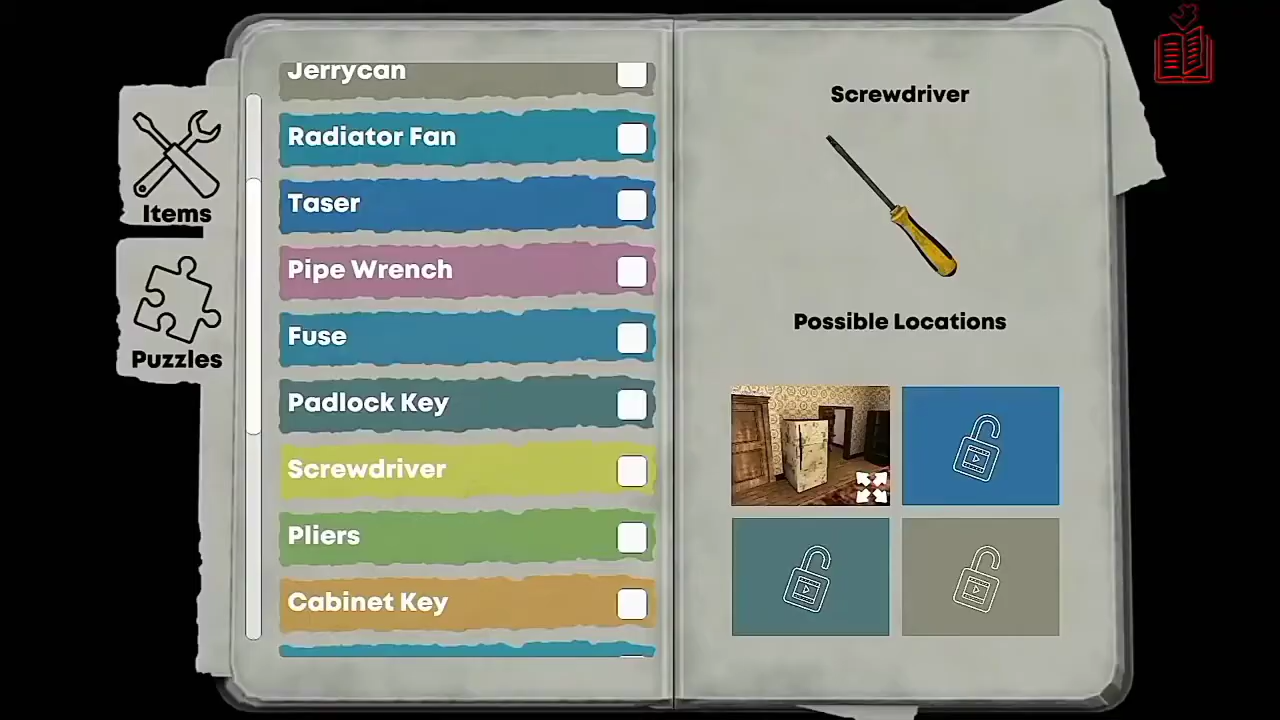 Items
Puzzles
Jerrycan
Radiator Fan
Taser
Pipe Wrench
Fuse
Padlock Key
Screwdriver
Pliers
Cabinet Key
Screwdriver
Possible Locations